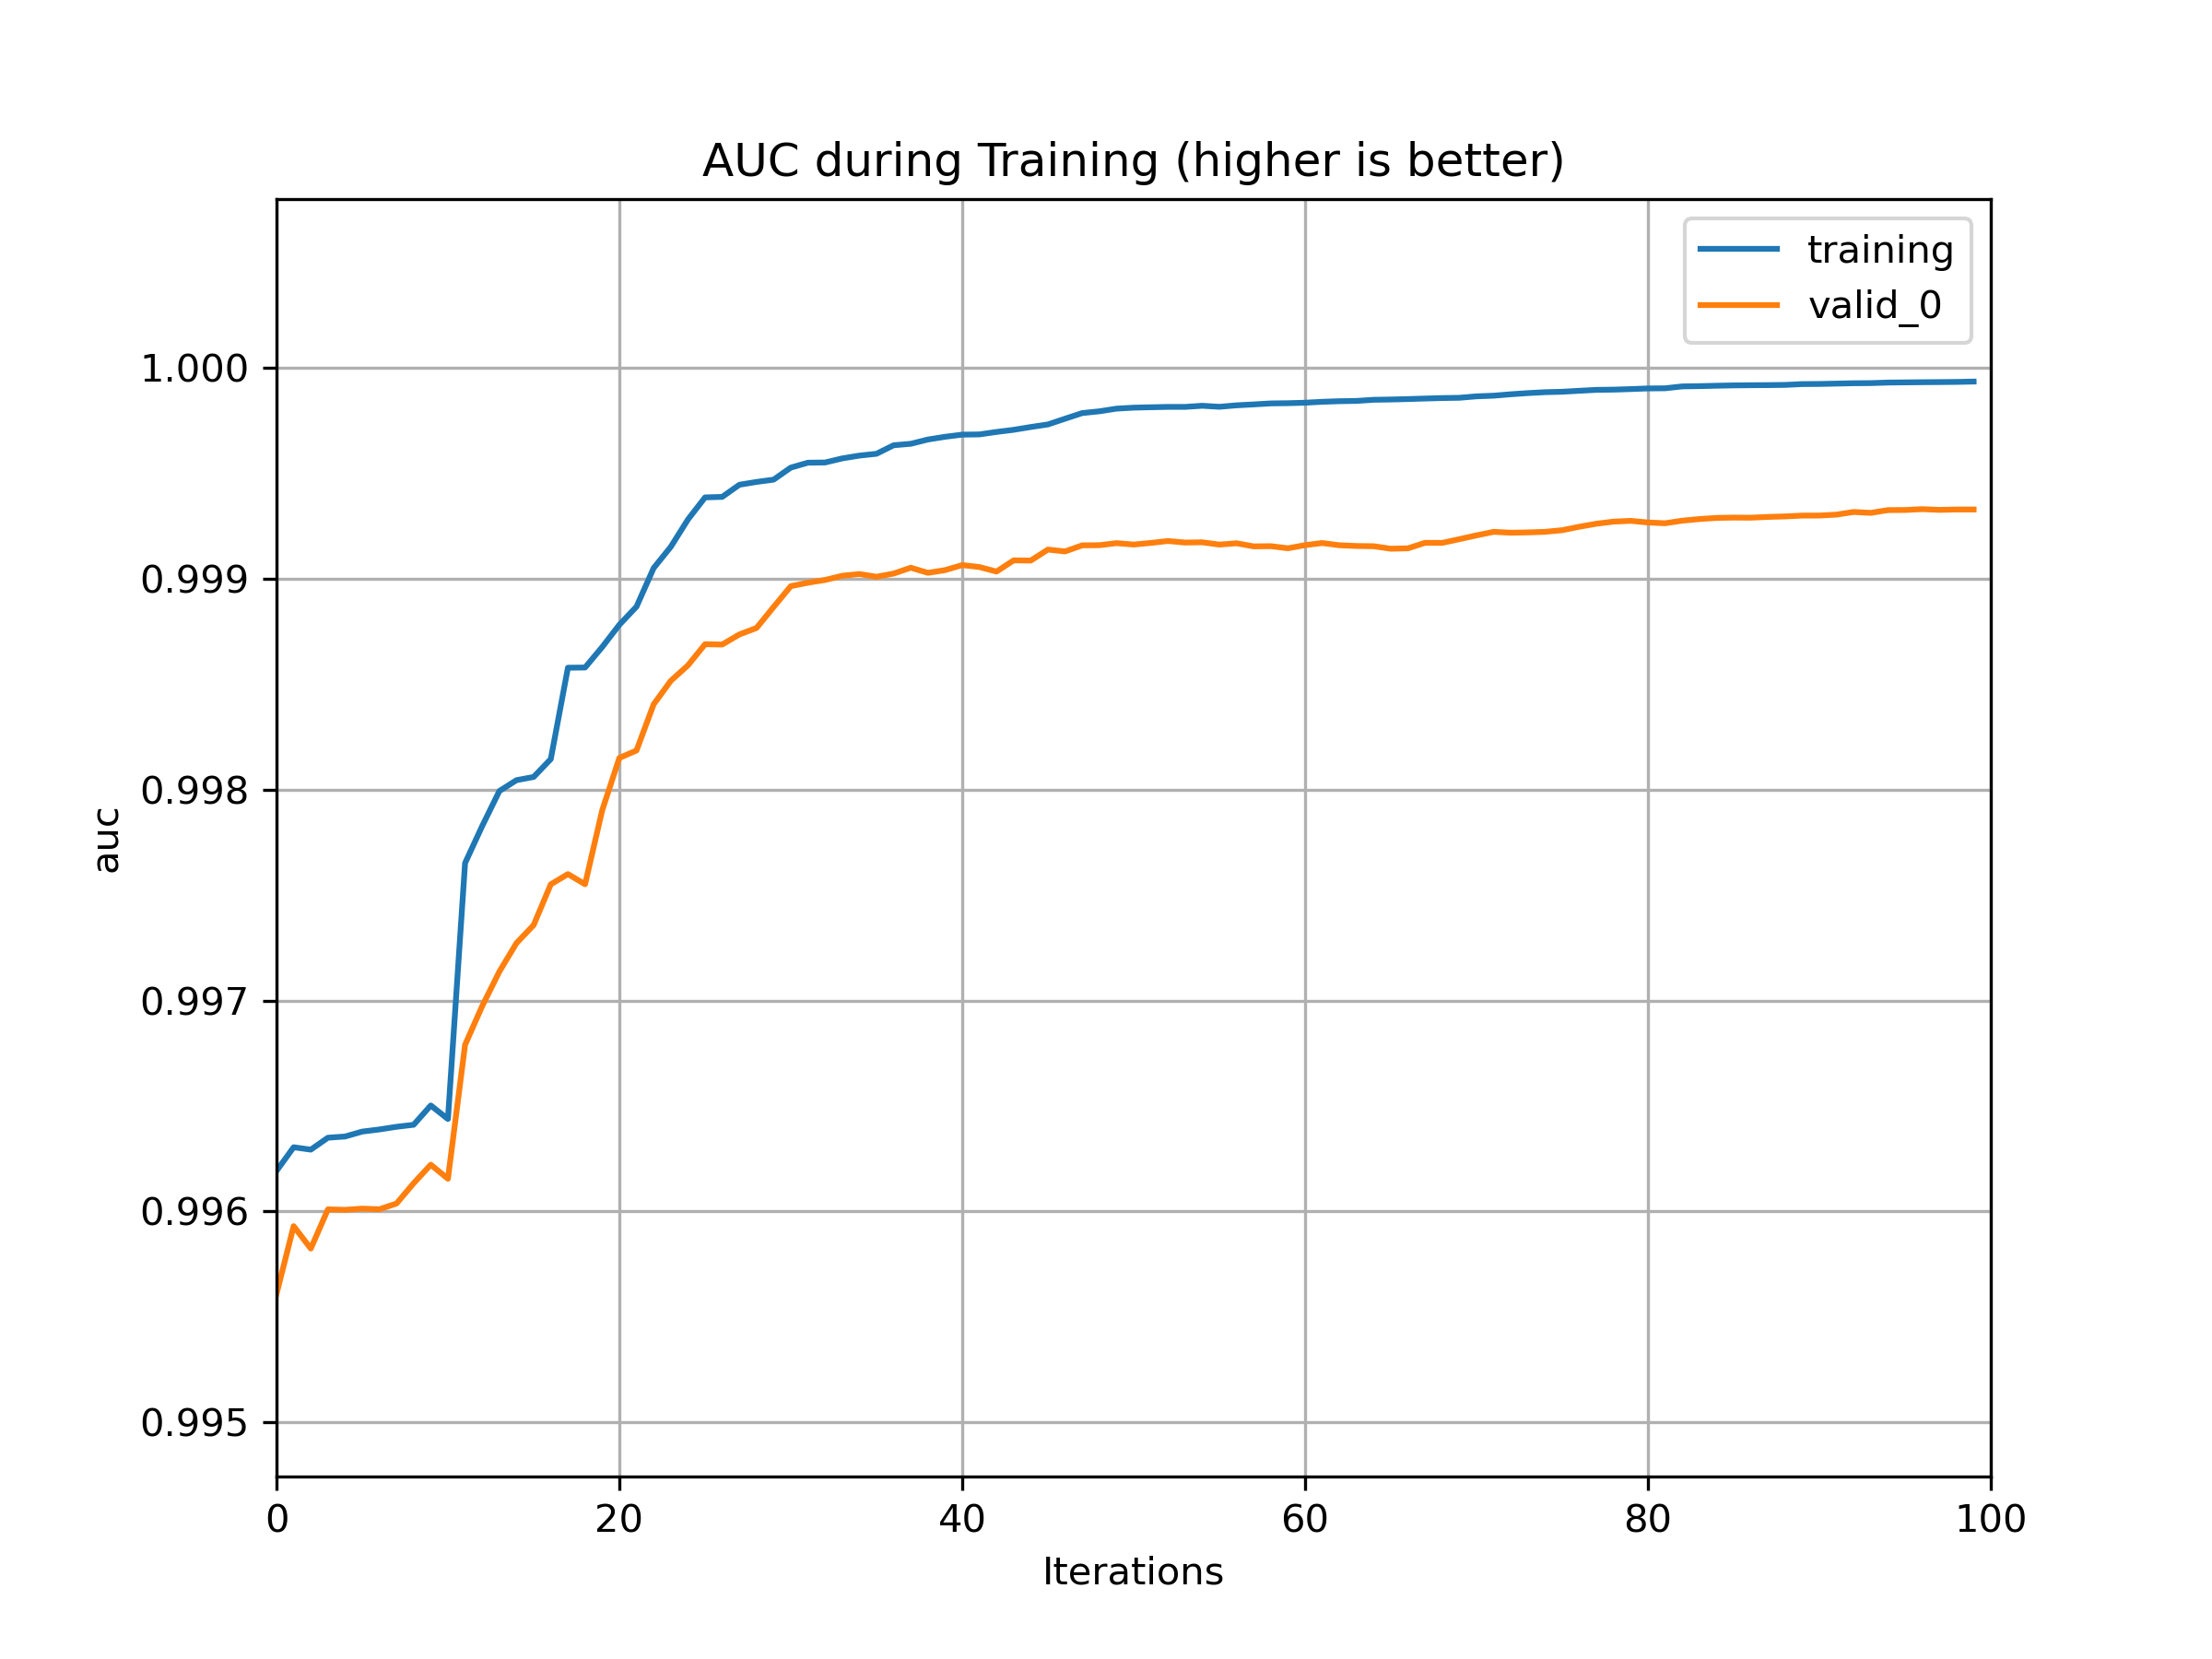 AUC during Training (higher is better)
training
valid_0
1.000
0.999
0.998
0.997
0.996
0.995
auc
0 20 40 60 80 100
Iterations